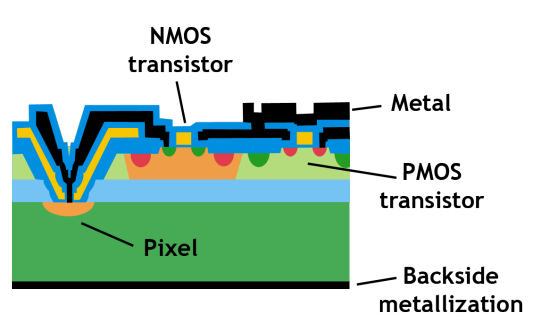 NMOS
transistor
Metal
PMOS
transistor
Pixel
Backside
metallization